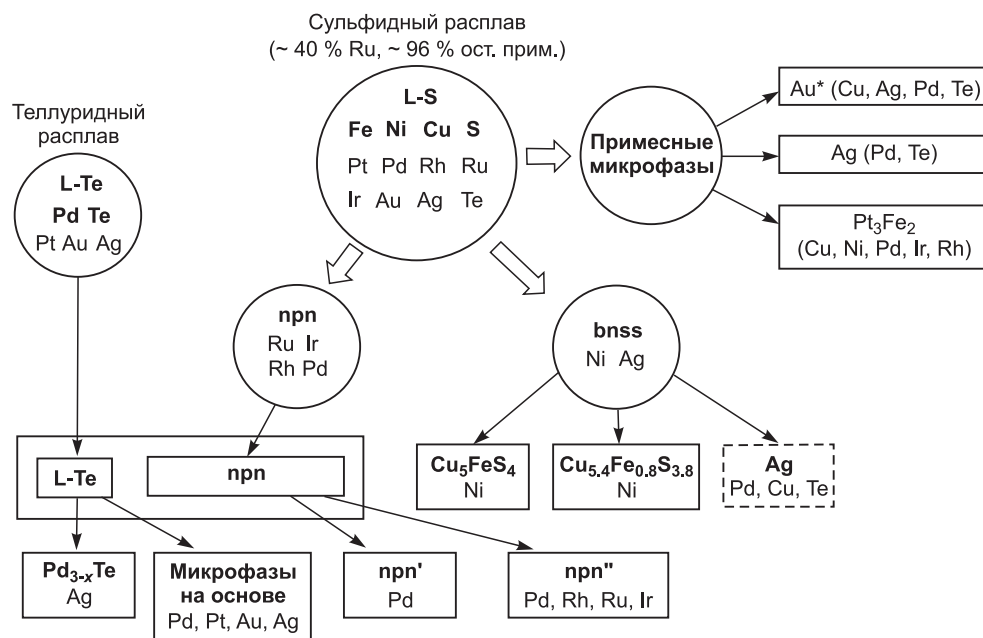 Сульфидный расплав
(~ 40 % Ru, ~ 96 % ост. прим.)
L-S
Fe Ni Cu S
Pt Pd Rh Ru
Ir Au Ag Te
Теллуридный
расплав
L-Te
Pd Te
Pt Au Ag
Примесные
микрофазы
Au* (Cu, Ag, Pd, Te)
Ag (Pd, Te)
Pt₃Fe₂
(Cu, Ni, Pd, Ir, Rh)
npn
Ru Ir
Rh Pd
bnss
Ni Ag
L-Te
npn
Cu₅FeS₄
Ni
Cu₅.₄Fe₀.₈S₃.₈
Ni
Ag
Pd, Cu, Te
Pd₃₋ₓTe
Ag
Микрофазы
на основе
Pd, Pt, Au, Ag
npn'
Pd
npn"
Pd, Rh, Ru, Ir